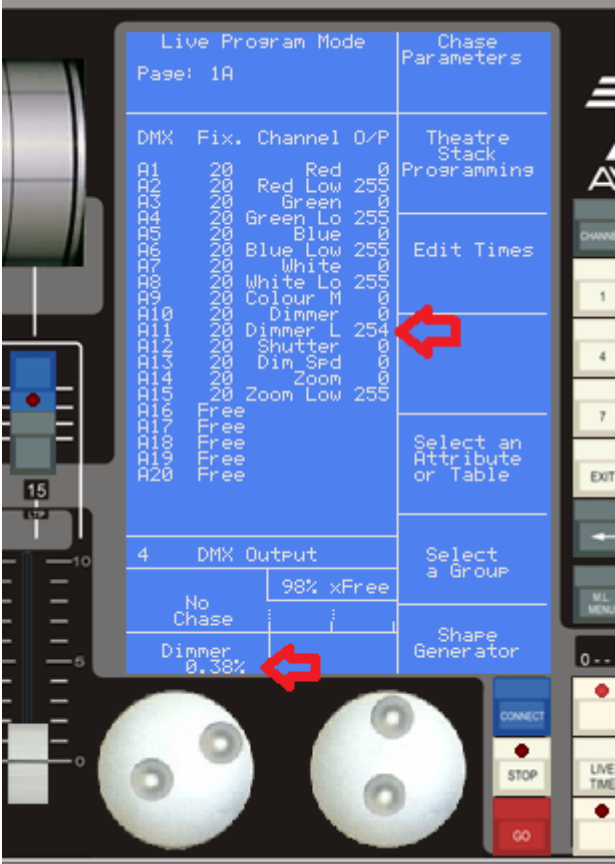 Live Program Mode
Page: 1A
Chase
Parameters
DMX Fix. Channel O/P
A1 20 Red 0
A2 20 Red Low 255
A3 20 Green 0
A4 20 Green Lo 255
A5 20 Blue 0
A6 20 Blue Low 255
A7 20 White 0
A8 20 White Lo 255
A9 20 Colour M 0
A10 20 Dimmer 0
A11 20 Dimmer L 254
A12 20 Shutter 0
A13 20 Dim Spd 0
A14 20 Zoom 0
A15 20 Zoom Low 255
A16 Free
A17 Free
A18 Free
A19 Free
A20 Free
Theatre
Stack
Programming
Edit Times
Select an
Attribute
or Table
4 DMX Output
98% xFree
No
Chase
Dimmer
0.38%
Select
a Group
Shape
Generator
15
LTP
10
5
0
AV
CHANNE
1
4
7
EXIT
M.L.
MENU
0--
CONNECT
STOP
GO
LIVE
TIME